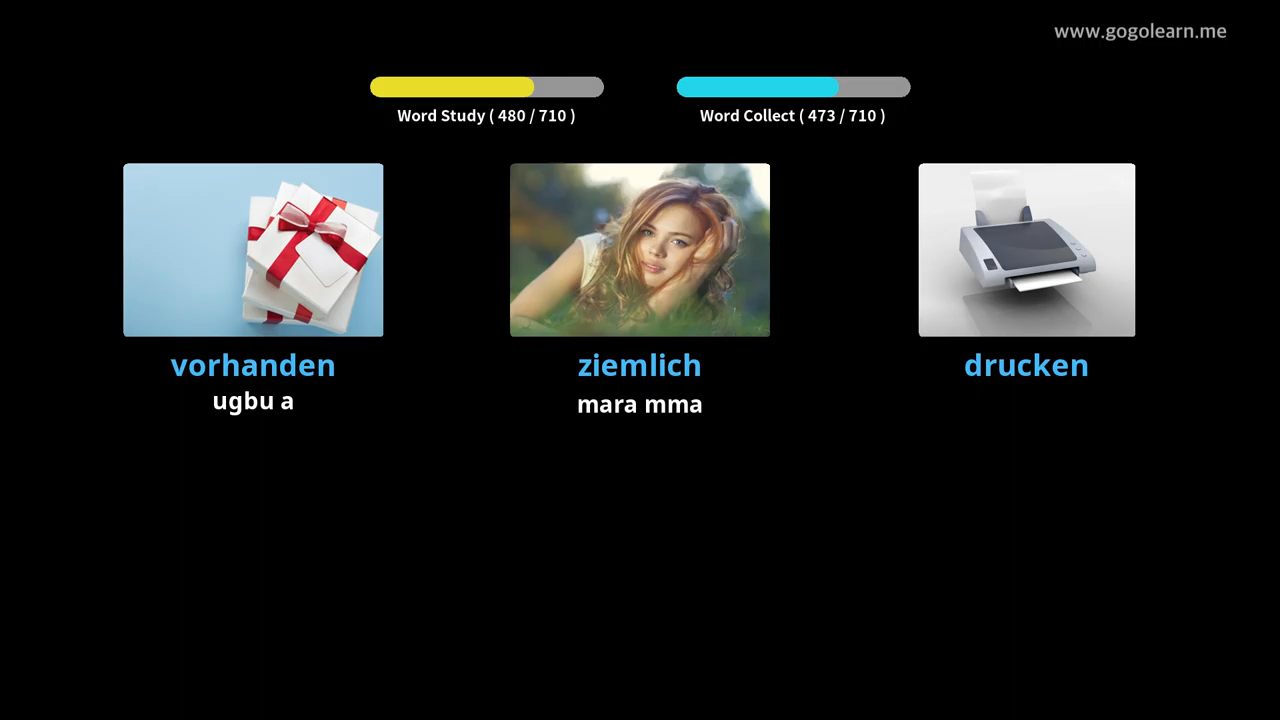 www.gogolearn.me
Word Study ( 480 / 710 )
Word Collect ( 473 / 710 )
vorhanden
ziemlich
drucken
ugbu a
mara mma